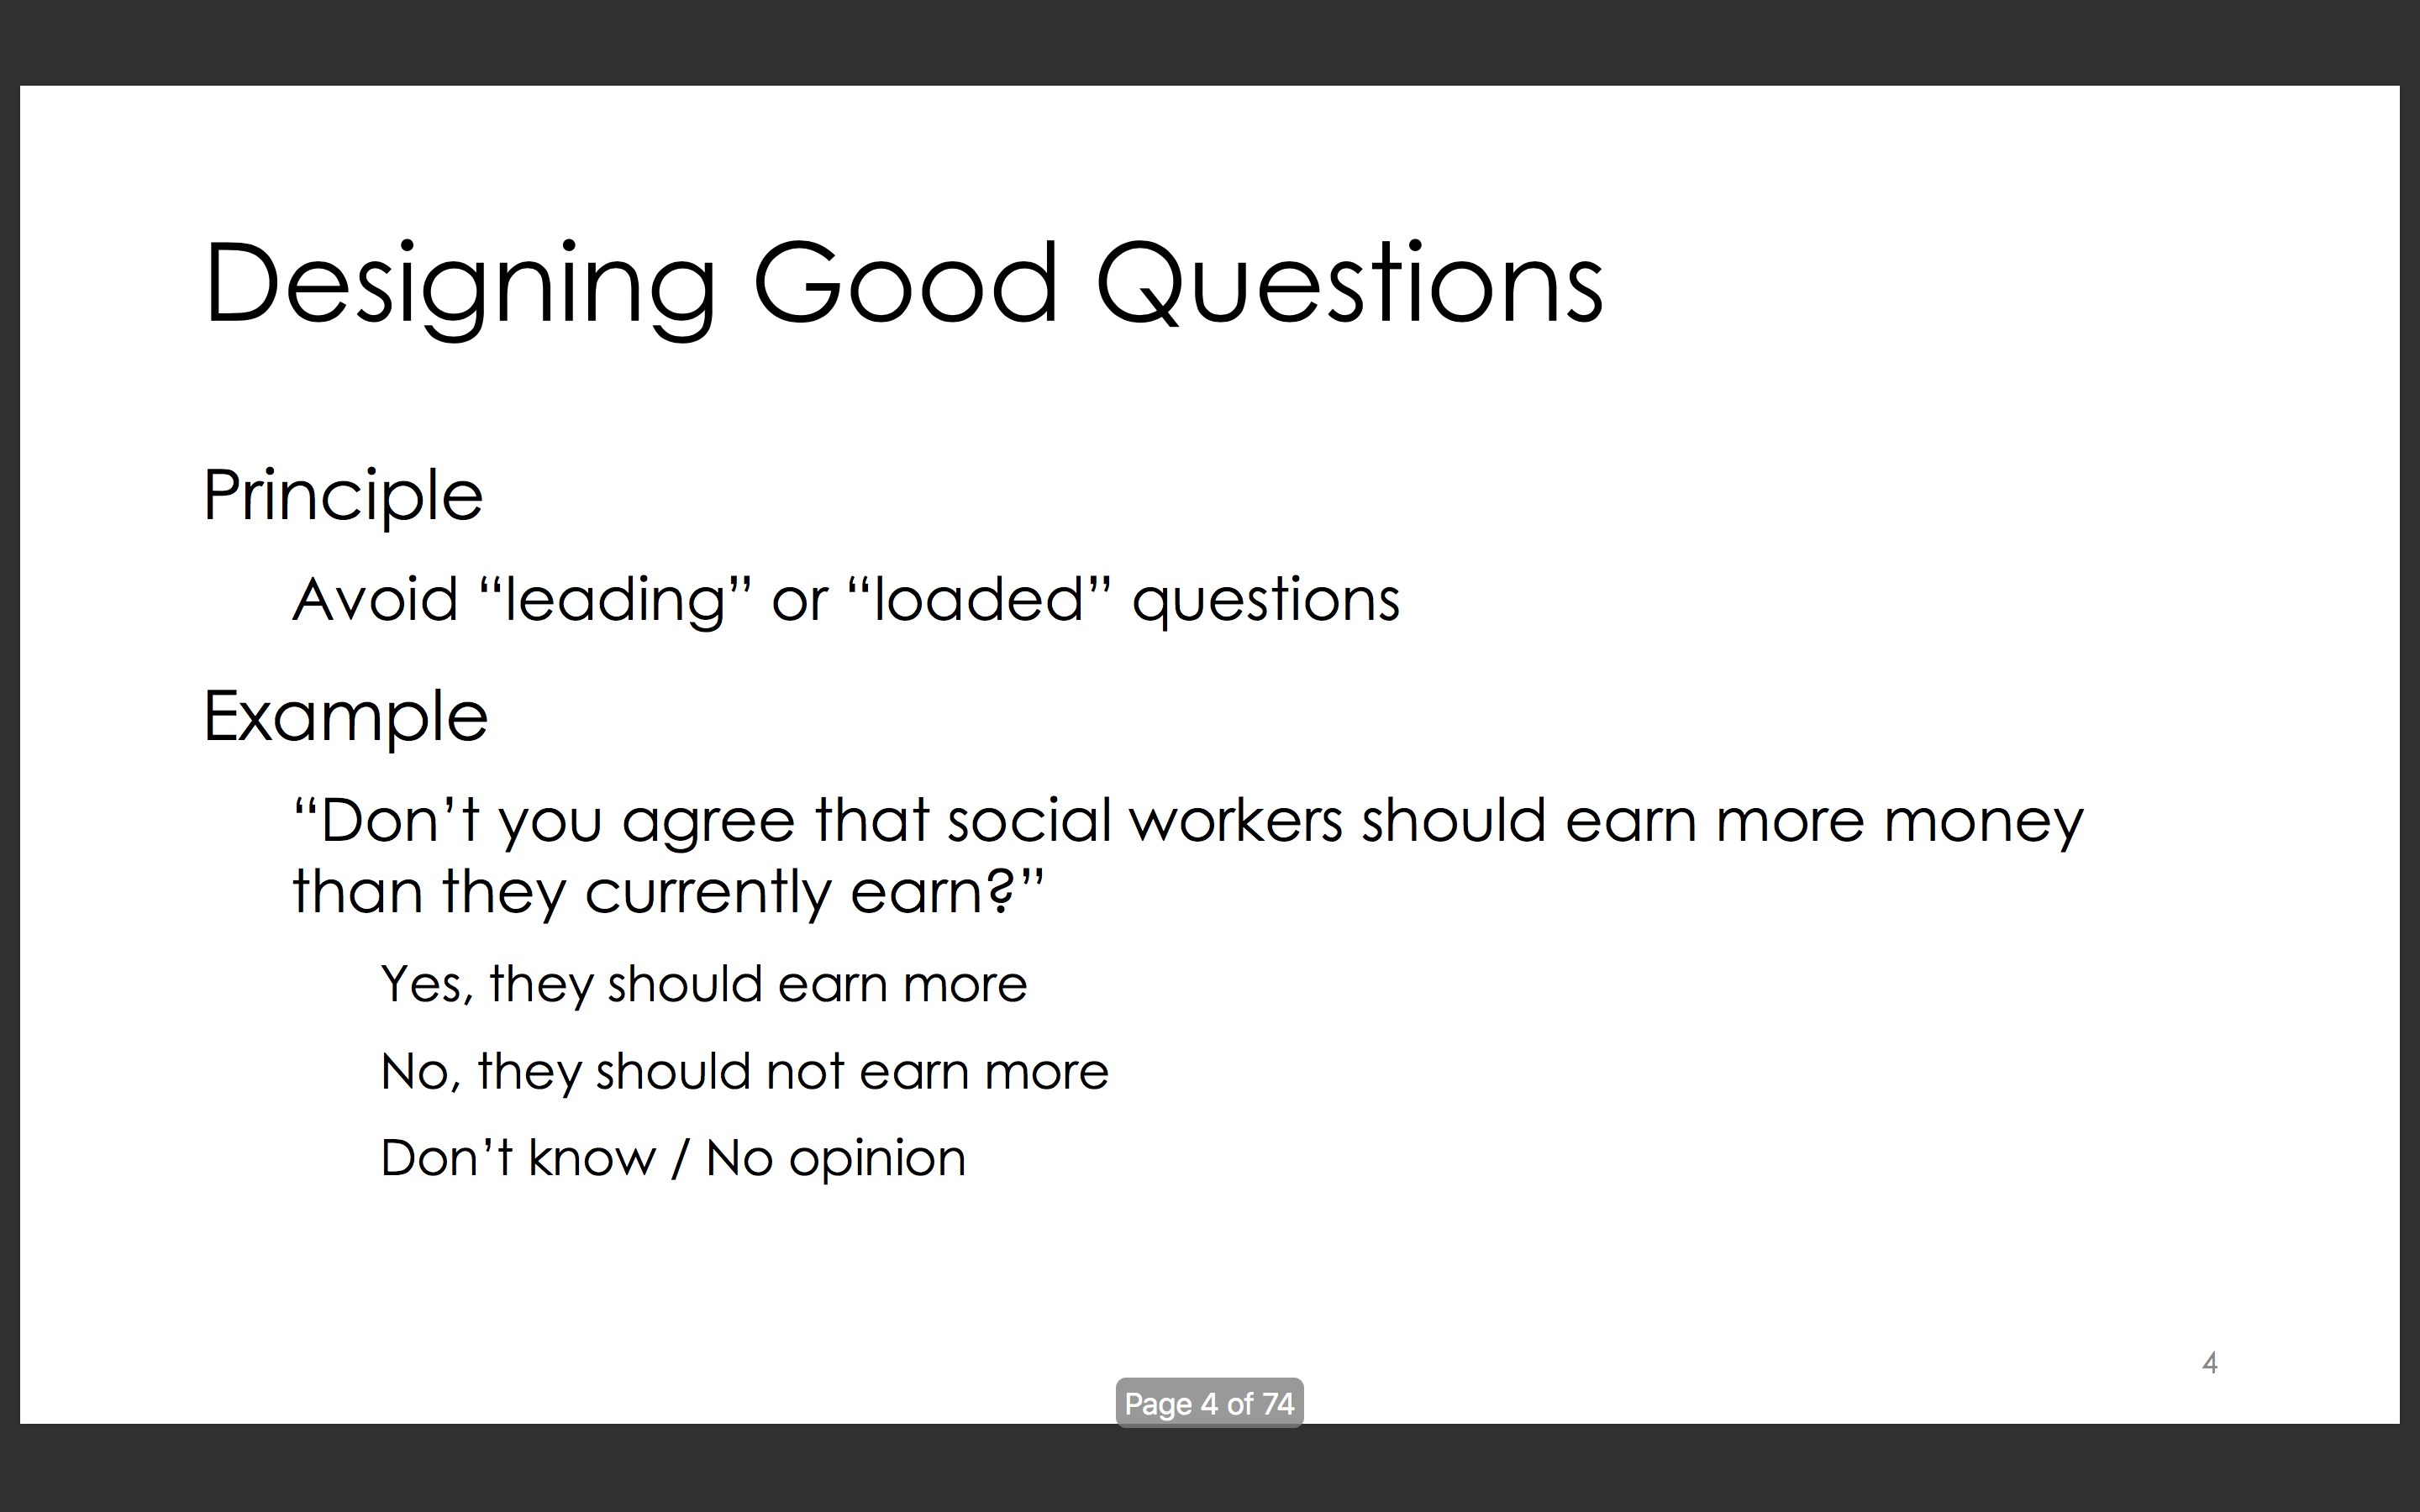 Designing Good Questions
Principle
Avoid “leading” or “loaded” questions
Example
“Don’t you agree that social workers should earn more money
than they currently earn?”
Yes, they should earn more
No, they should not earn more
Don’t know / No opinion
4
Page 4 of 74